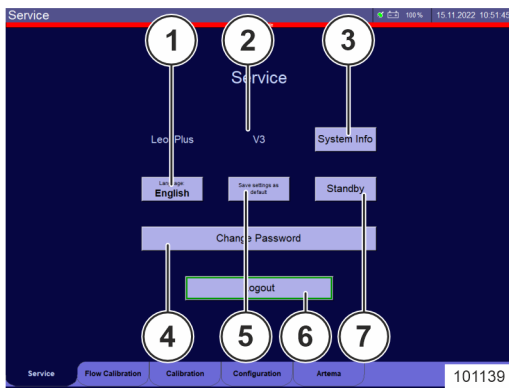 Service
100%
15.11.2022 10:51:45
1
2
3
Service
Leon Plus
V3
System Info
Language:
English
Save settings as
default
Standby
Change Password
Logout
4
5
6
7
Service
Flow Calibration
Calibration
Configuration
Artema
101139